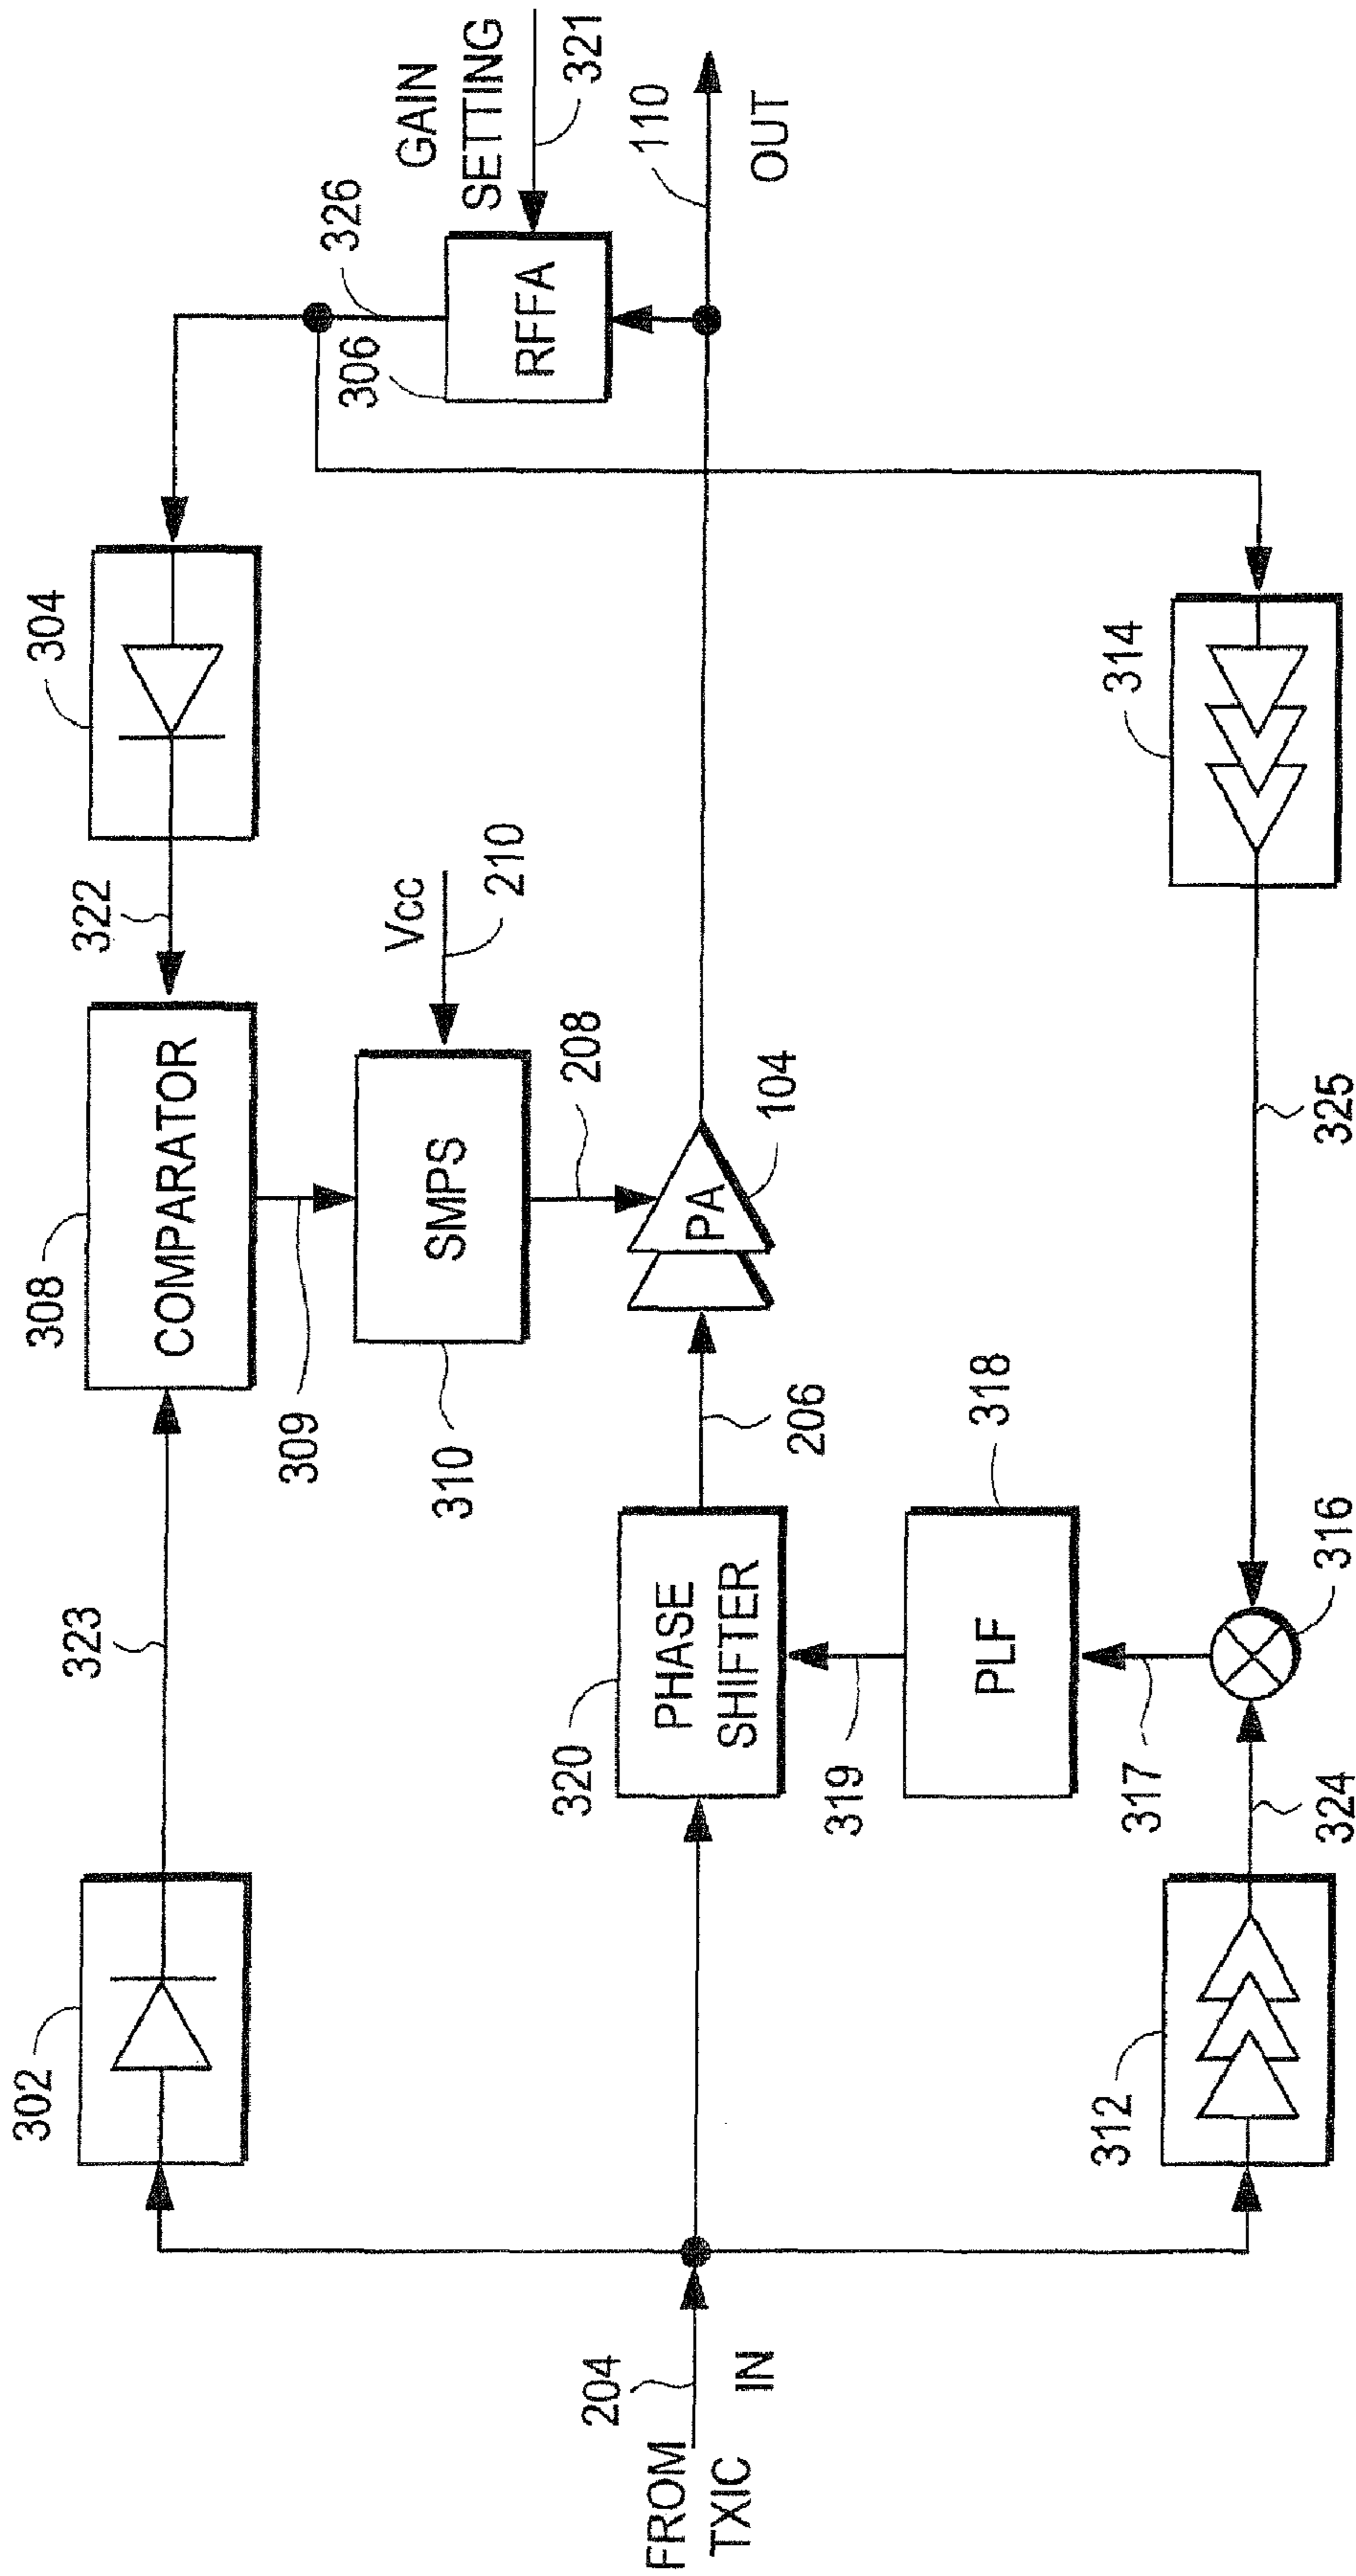 302
323
308
COMPARATOR
322
304
309
310
SMPS
Vcc
210
208
306
326
RFFA
GAIN
SETTING
321
FROM
TXIC
204
IN
320
PHASE
SHIFTER
206
PA
104
110
OUT
319
PLF
318
317
312
324
316
325
314